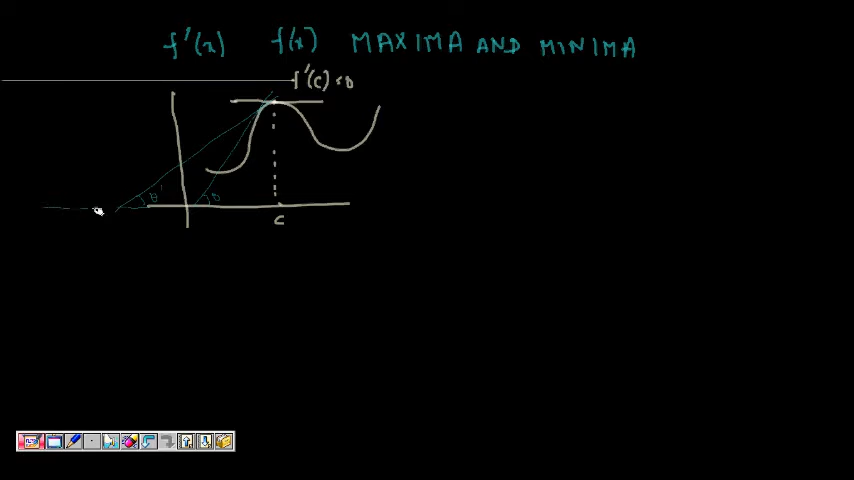 f'(x) f(x) MAXIMA AND MINIMA
f'(c) = 0
θ' θ
c